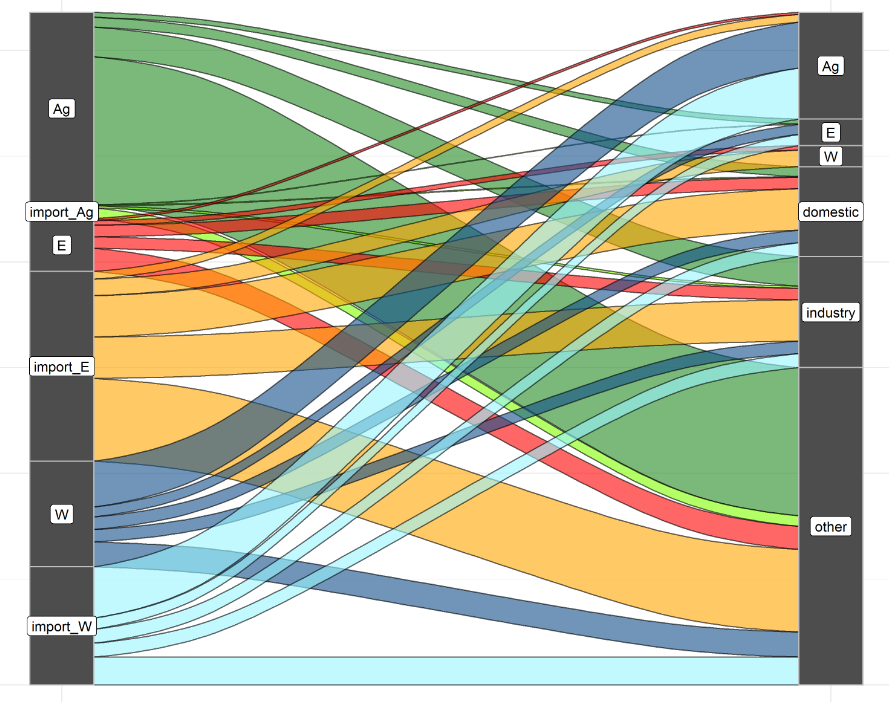 Ag
import_Ag
E
import_E
W
import_W
Ag
E
W
domestic
industry
other